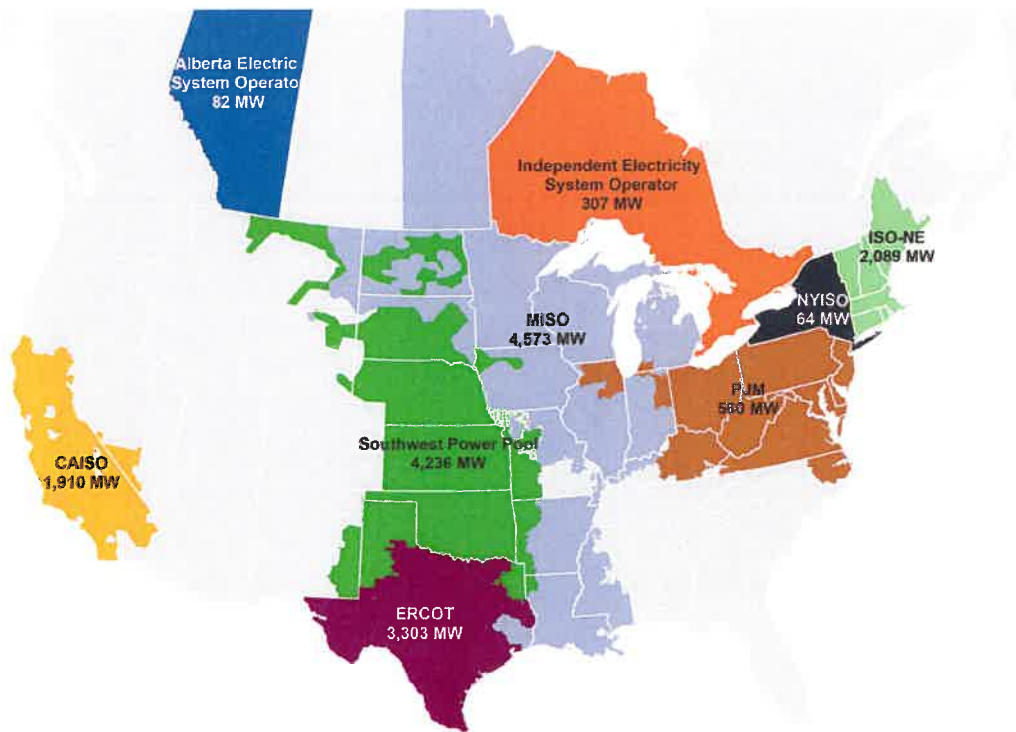 Alberta Electric
System Operato
82 MW
Independent Electricity
System Operator
307 MW
ISO-NE
2,089 MW
NYISO
64 MW
MISO
4,573 MW
PJM
MW
Southwest Power Pool
4,236 MW
CAISO
1,910 MW
ERCOT
3,303 MW